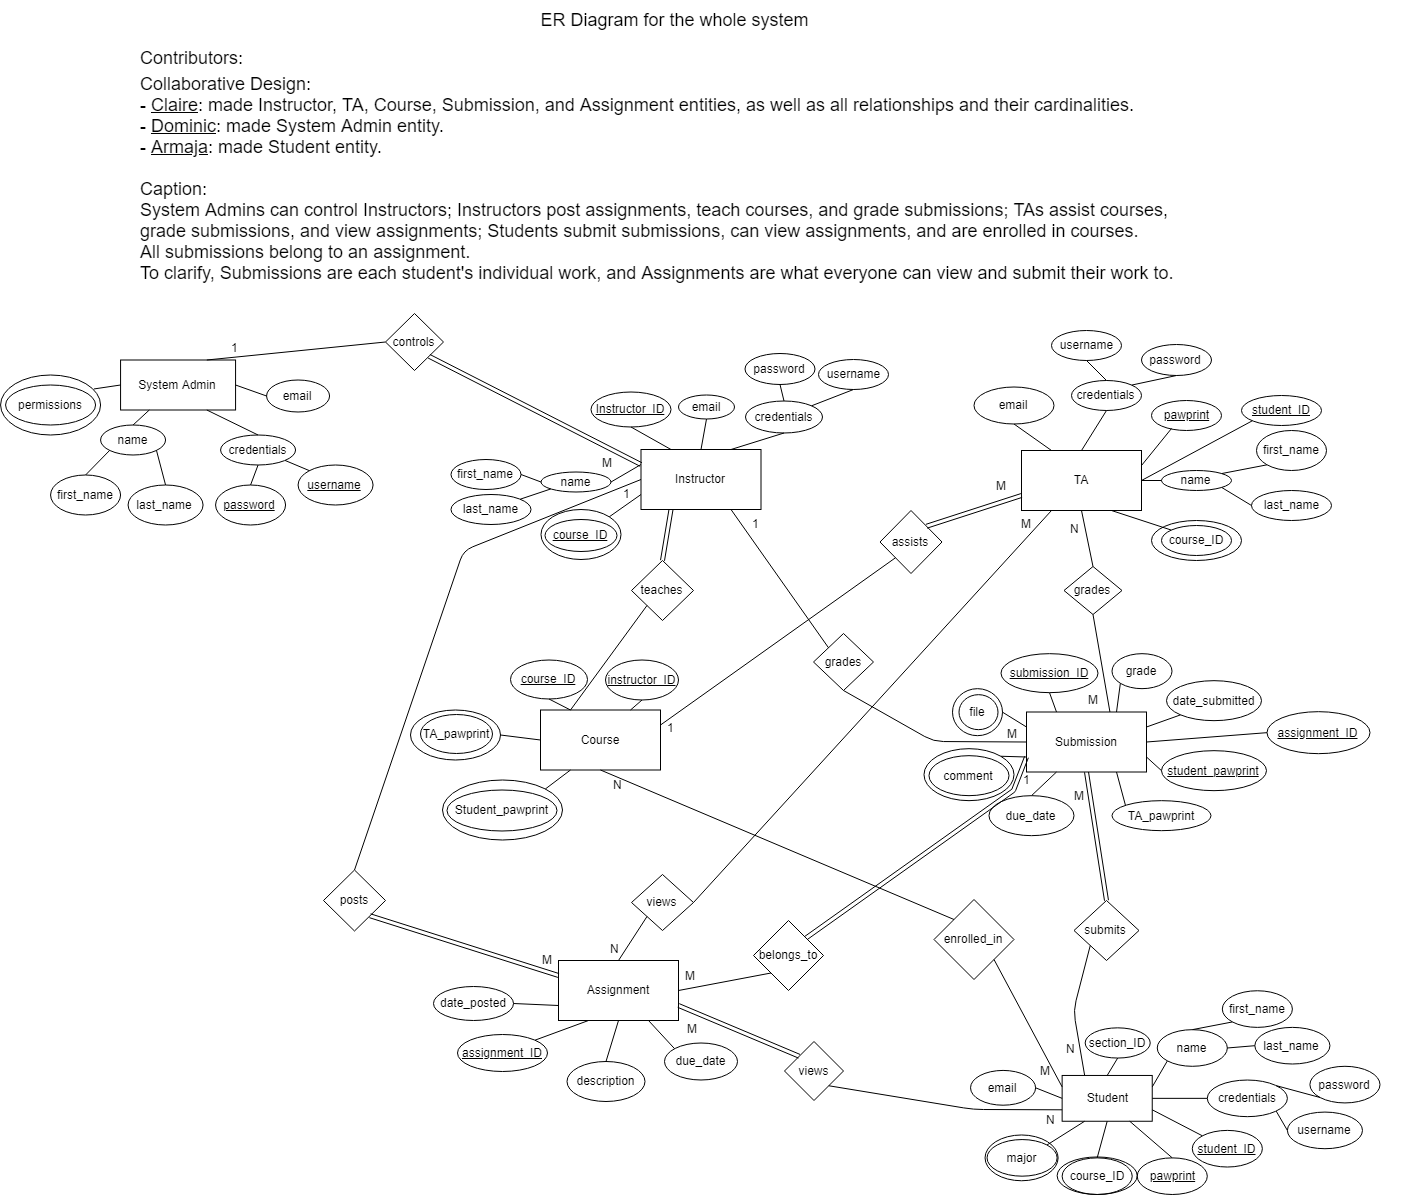 ER Diagram for the whole system
Contributors:
Collaborative Design:
- Claire: made Instructor, TA, Course, Submission, and Assignment entities, as well as all relationships and their cardinalities.
- Dominic: made System Admin entity.
- Armaja: made Student entity.
Caption:
System Admins can control Instructors; Instructors post assignments, teach courses, and grade submissions; TAs assist courses,
grade submissions, and view assignments; Students submit submissions, can view assignments, and are enrolled in courses.
All submissions belong to an assignment.
To clarify, Submissions are each student's individual work, and Assignments are what everyone can view and submit their work to.
controls
1
System Admin
permissions
email
name
credentials
first_name
last_name
password
username
password
username
Instructor_ID
email
credentials
M
Instructor
first_name
name
last_name
1
course_ID
1
teaches
username
password
email
credentials
pawprint
student_ID
first_name
TA
name
last_name
course_ID
M
M
N
assists
grades
grades
course_ID
instructor_ID
TA_pawprint
Course
1
Student_pawprint
N
submission_ID
grade
M
date_submitted
file
M
Submission
assignment_ID
comment
1
student_pawprint
M
due_date
TA_pawprint
posts
views
belongs_to
enrolled_in
submits
M
N
M
Assignment
date_posted
M
assignment_ID
due_date
description
views
first_name
section_ID
name
last_name
N
M
email
Student
credentials
password
N
username
student_ID
major
course_ID
pawprint